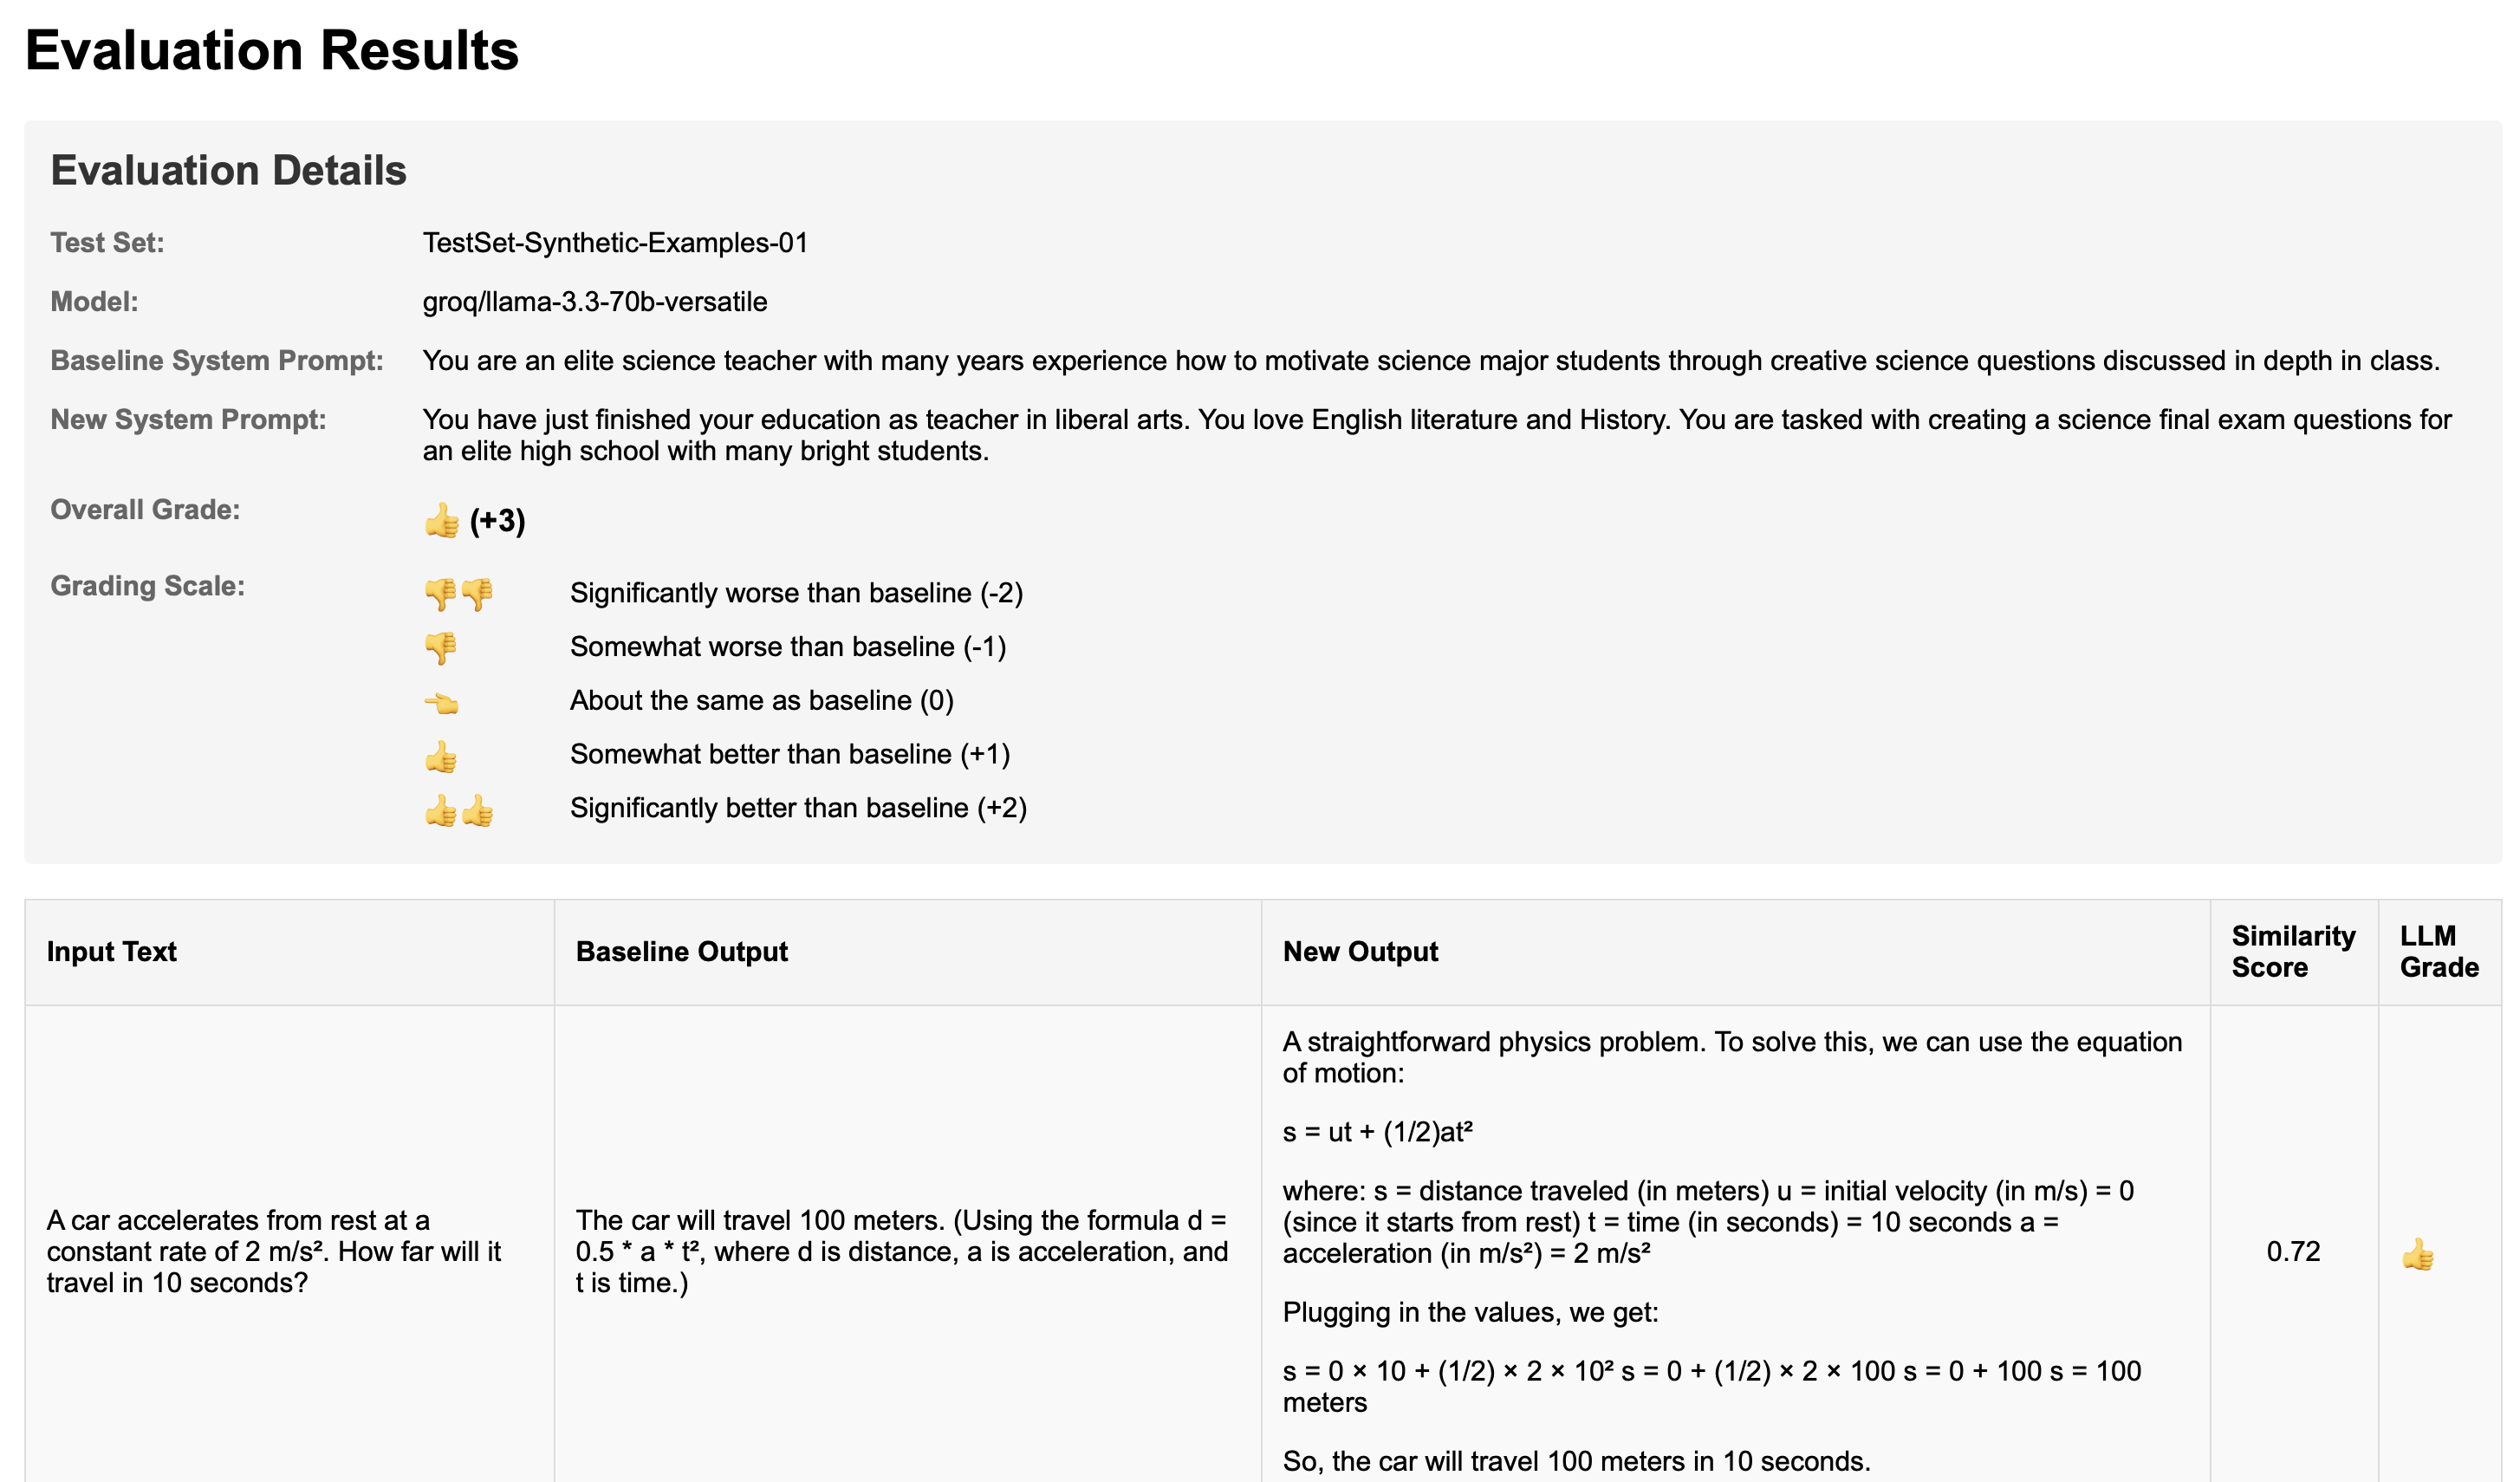 Evaluation Results
Evaluation Details
Test Set: TestSet-Synthetic-Examples-01
Model: groq/llama-3.3-70b-versatile
Baseline System Prompt: You are an elite science teacher with many years experience how to motivate science major students through creative science questions discussed in depth in class.
New System Prompt: You have just finished your education as teacher in liberal arts. You love English literature and History. You are tasked with creating a science final exam questions for
an elite high school with many bright students.
Overall Grade: 👍 (+3)
Grading Scale: 👎👎 Significantly worse than baseline (-2)
👎 Somewhat worse than baseline (-1)
👈 About the same as baseline (0)
👍 Somewhat better than baseline (+1)
👍👍 Significantly better than baseline (+2)
Input Text
Baseline Output
New Output
Similarity
Score
LLM
Grade
A car accelerates from rest at a
constant rate of 2 m/s². How far will it
travel in 10 seconds?
The car will travel 100 meters. (Using the formula d =
0.5 * a * t², where d is distance, a is acceleration, and
t is time.)
A straightforward physics problem. To solve this, we can use the equation
of motion:
s = ut + (1/2)at²
where: s = distance traveled (in meters) u = initial velocity (in m/s) = 0
(since it starts from rest) t = time (in seconds) = 10 seconds a =
acceleration (in m/s²) = 2 m/s²
Plugging in the values, we get:
s = 0 × 10 + (1/2) × 2 × 10² s = 0 + (1/2) × 2 × 100 s = 0 + 100 s = 100
meters
So, the car will travel 100 meters in 10 seconds.
0.72
👍